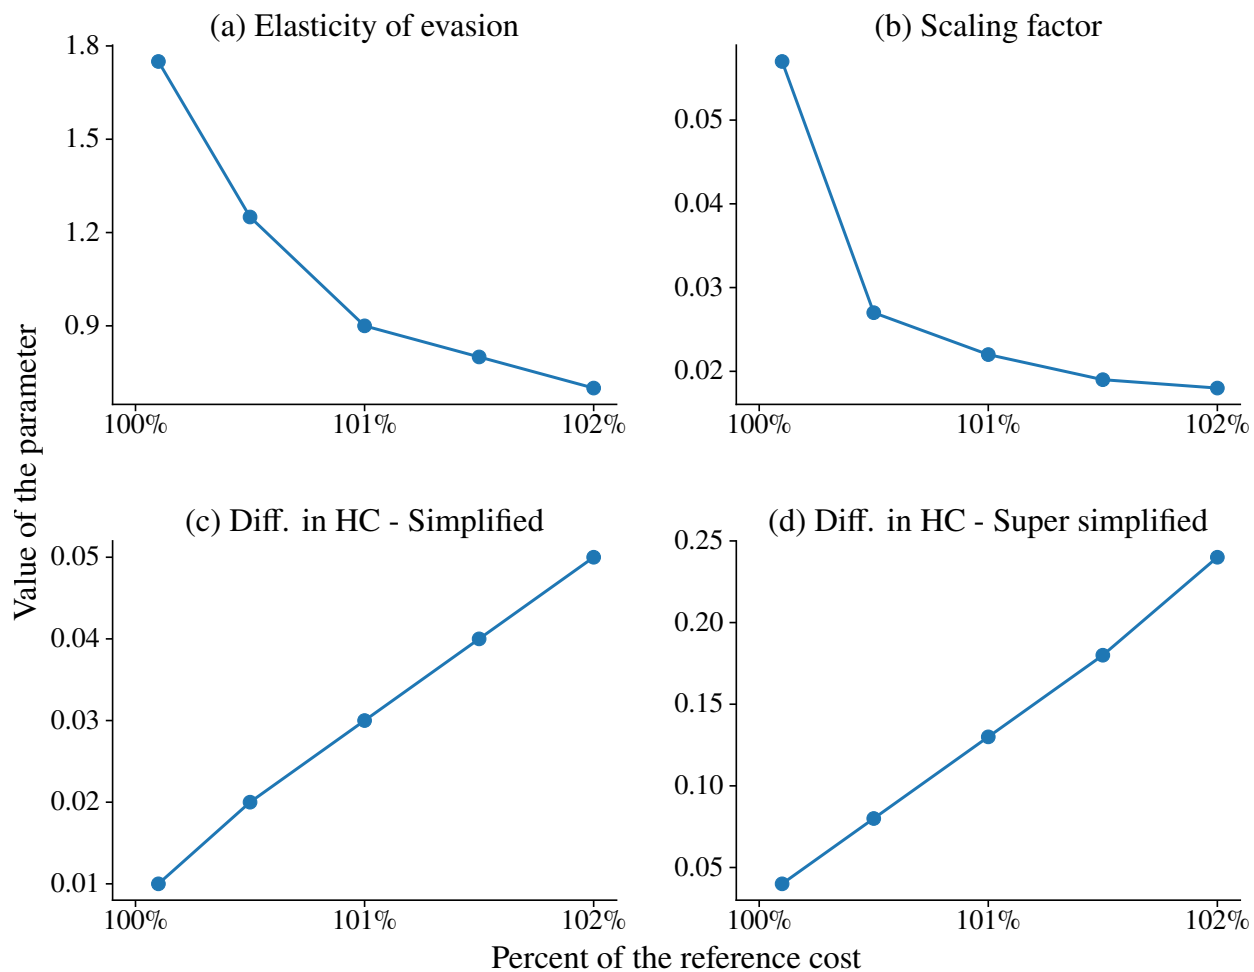 (a) Elasticity of evasion
1.8
1.5
1.2
0.9
100% 101% 102%
(b) Scaling factor
0.05
0.04
0.03
0.02
100% 101% 102%
Value of the parameter
(c) Diff. in HC - Simplified
0.05
0.04
0.03
0.02
0.01
100% 101% 102%
(d) Diff. in HC - Super simplified
0.25
0.20
0.15
0.10
0.05
100% 101% 102%
Percent of the reference cost